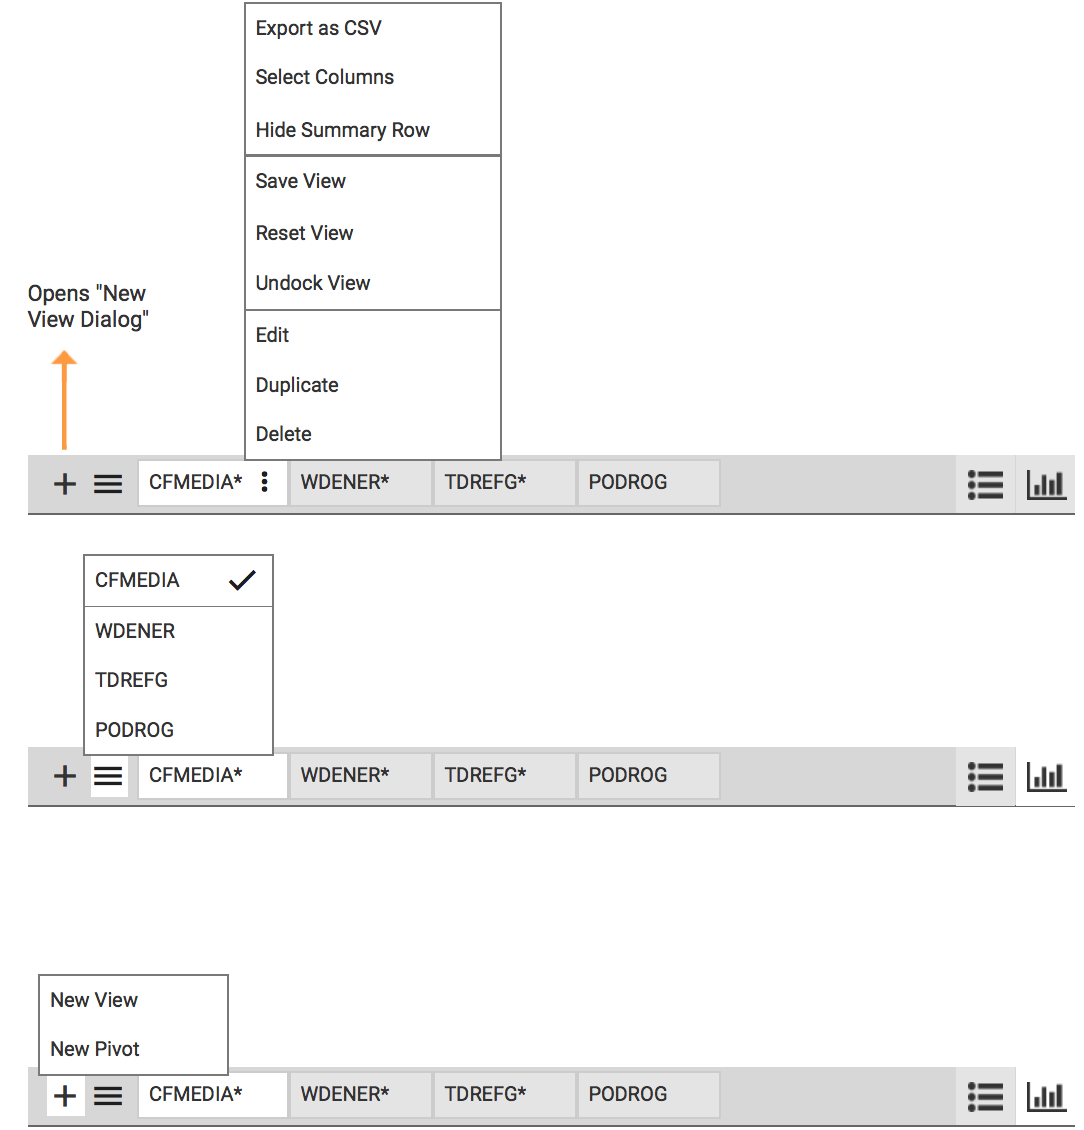 Export as CSV
Select Columns
Hide Summary Row
Save View
Reset View
Undock View
Opens "New
View Dialog"
Edit
Duplicate
Delete
CFMEDIA* WDENER* TDREFG* PODROG
CFMEDIA
WDENER
TDREFG
PODROG
CFMEDIA* WDENER* TDREFG* PODROG
New View
New Pivot
CFMEDIA* WDENER* TDREFG* PODROG